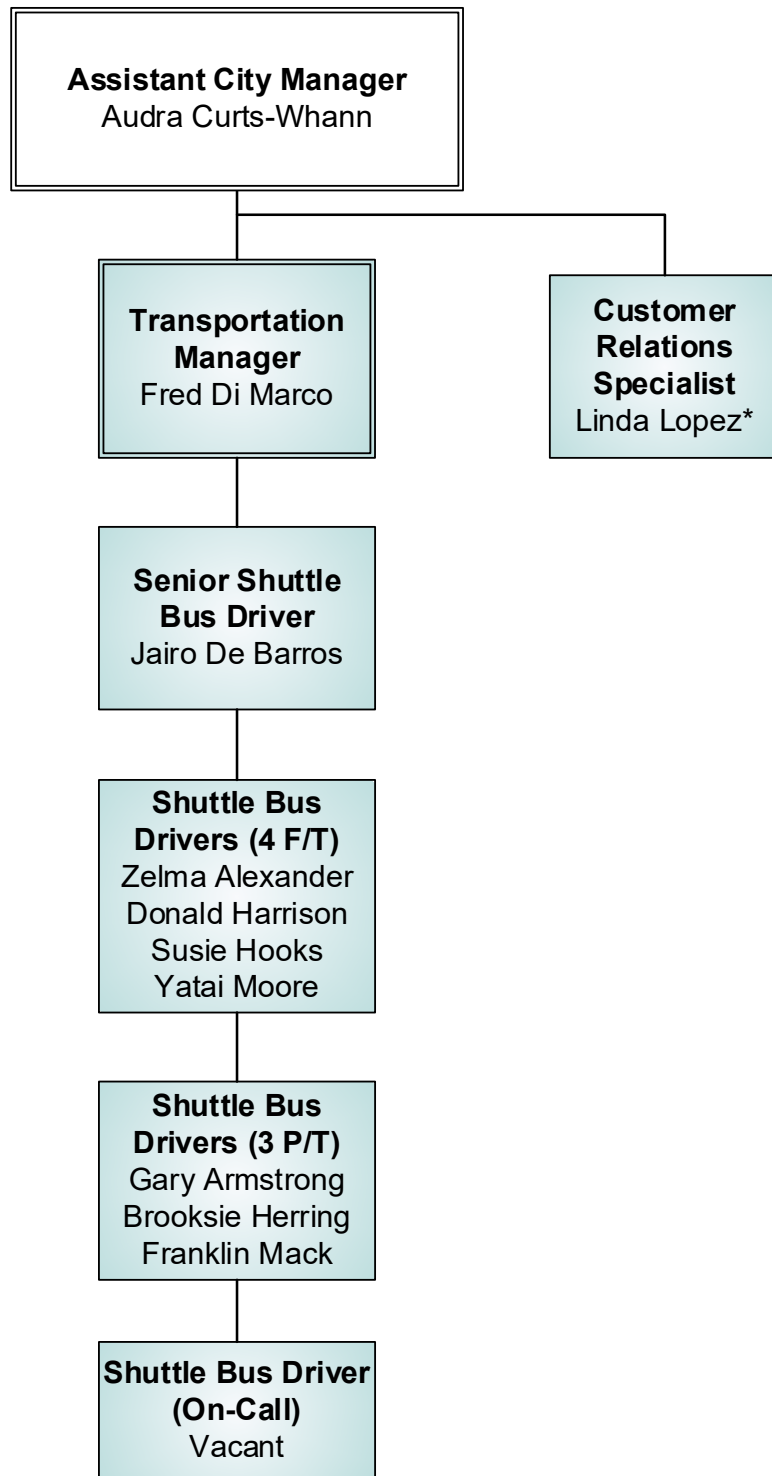 Assistant City Manager
Audra Curts-Whann
Transportation
Manager
Fred Di Marco
Customer
Relations
Specialist
Linda Lopez*
Senior Shuttle
Bus Driver
Jairo De Barros
Shuttle Bus
Drivers (4 F/T)
Zelma Alexander
Donald Harrison
Susie Hooks
Yatai Moore
Shuttle Bus
Drivers (3 P/T)
Gary Armstrong
Brooksie Herring
Franklin Mack
Shuttle Bus Driver
(On-Call)
Vacant